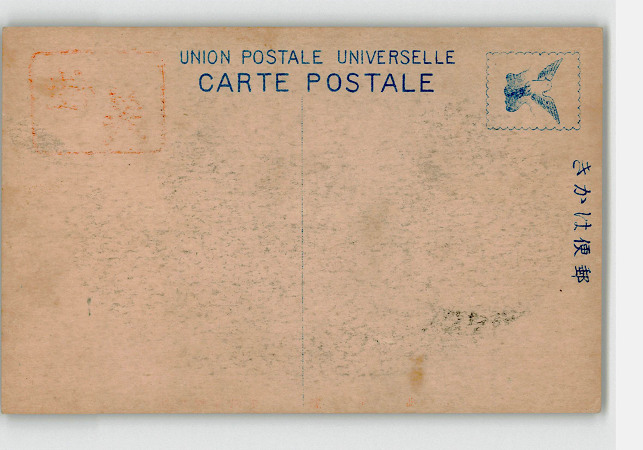 UNION POSTALE UNIVERSELLE
CARTE POSTALE
きかは便郵